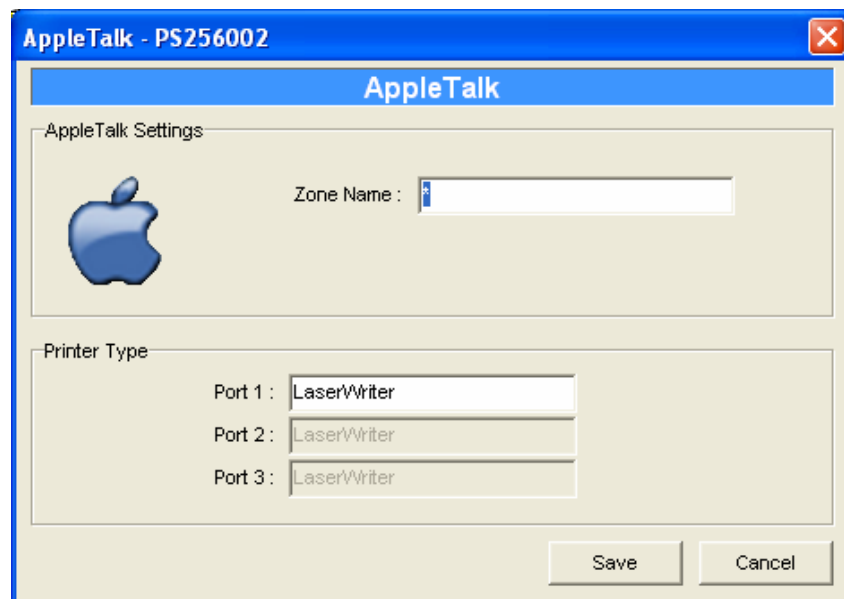 AppleTalk - PS256002
AppleTalk
AppleTalk Settings
Zone Name : *
Printer Type
Port 1 : LaserWriter
Port 2 : LaserWriter
Port 3 : LaserWriter
Save Cancel